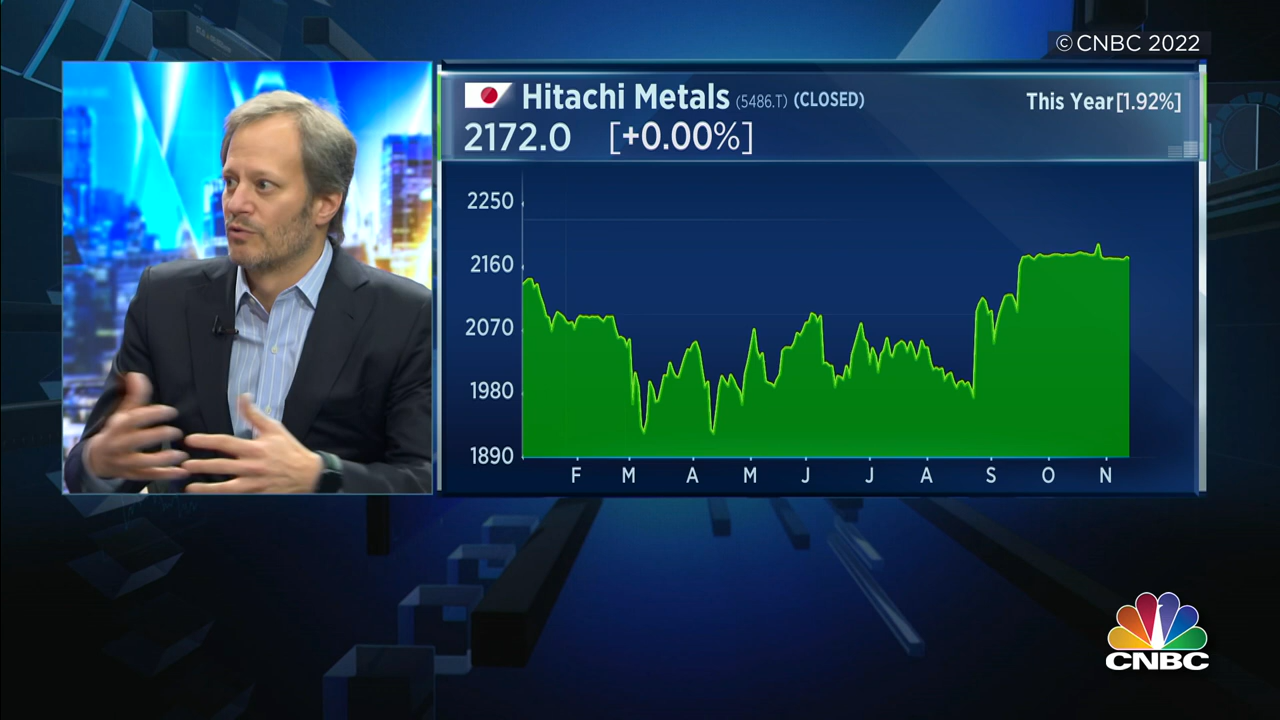 © CNBC 2022
Hitachi Metals (5486.T) (CLOSED)
This Year[1.92%]
2172.0 [+0.00%]
2250
2160
2070
1980
1890
F M A M J J A S O N
CNBC